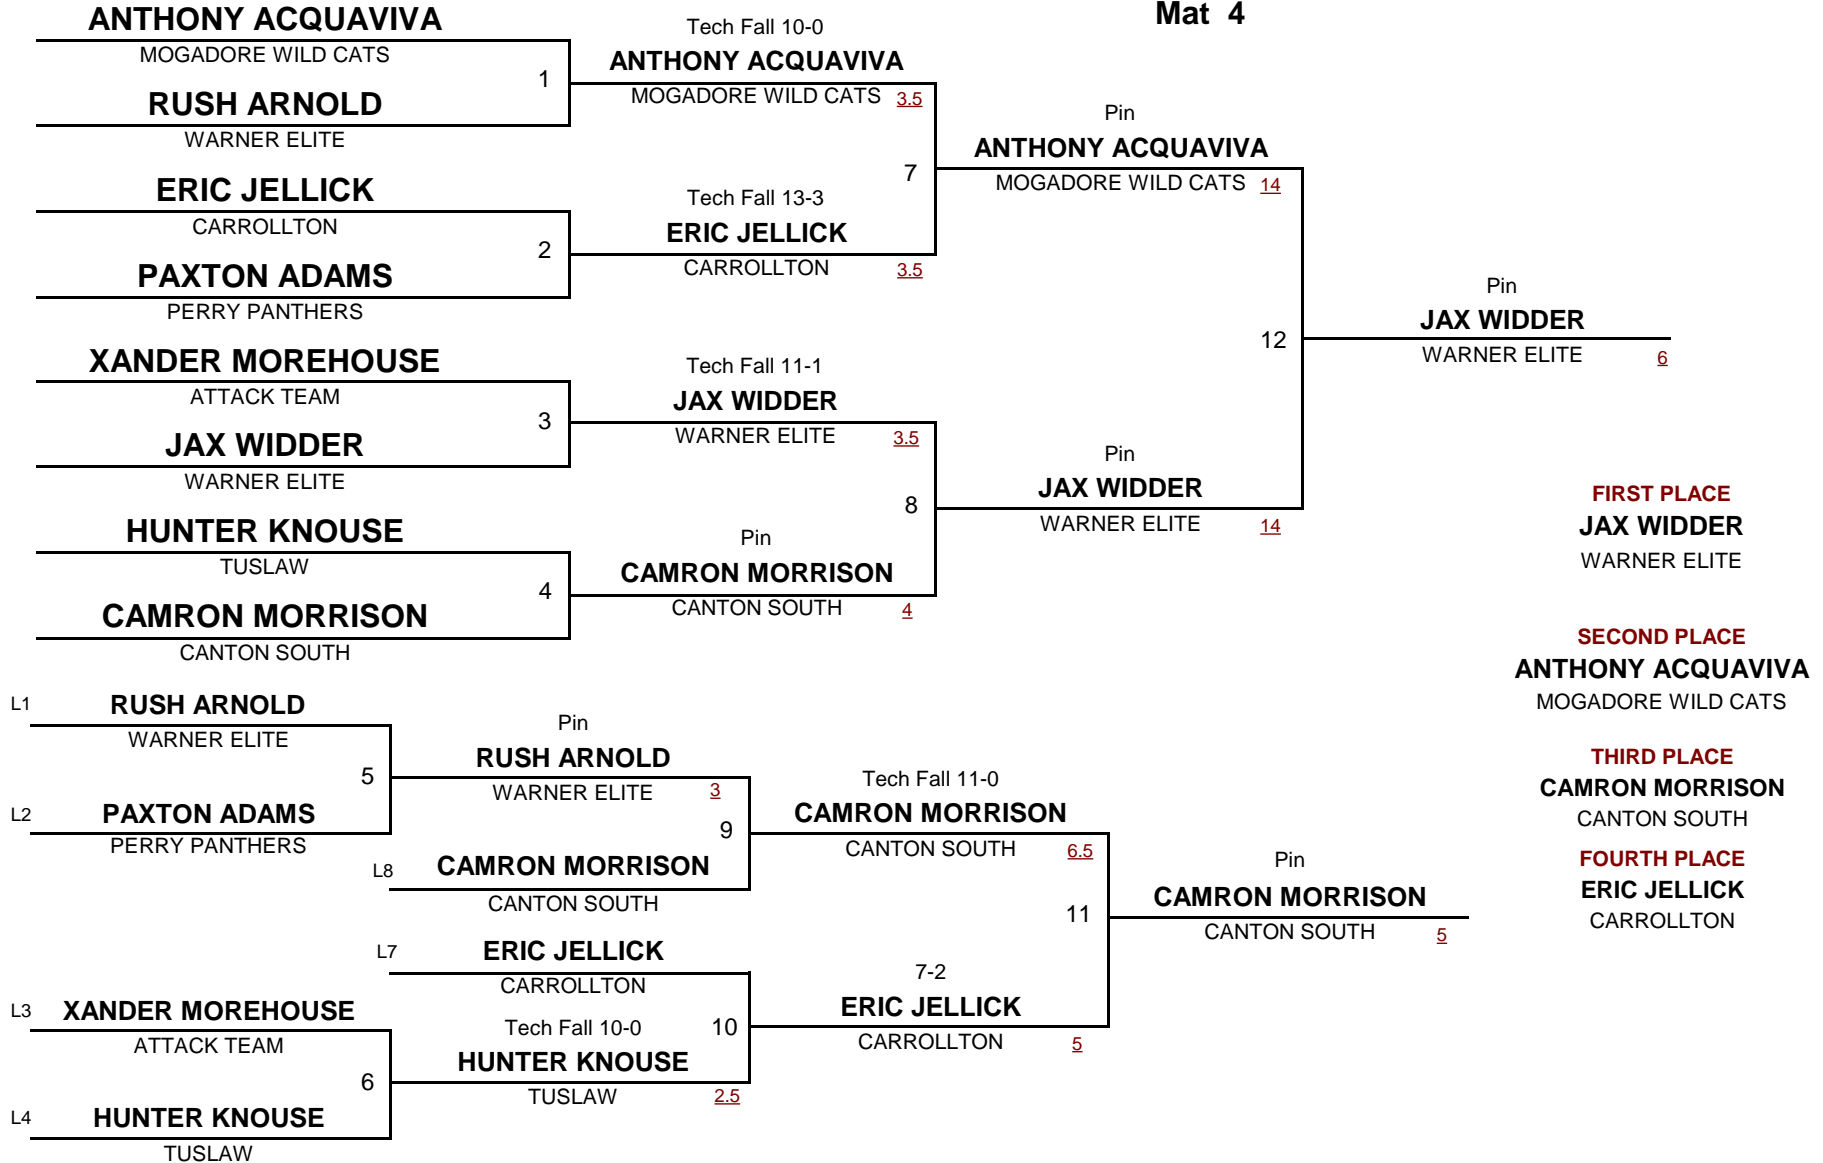 Mat 4
ANTHONY ACQUAVIVA
MOGADORE WILD CATS
1
RUSH ARNOLD
WARNER ELITE
ERIC JELLICK
CARROLLTON
2
PAXTON ADAMS
PERRY PANTHERS
XANDER MOREHOUSE
ATTACK TEAM
3
JAX WIDDER
WARNER ELITE
HUNTER KNOUSE
TUSLAW
4
CAMRON MORRISON
CANTON SOUTH
Tech Fall 10-0
ANTHONY ACQUAVIVA
MOGADORE WILD CATS 3.5
7
Tech Fall 13-3
ERIC JELLICK
CARROLLTON 3.5
Tech Fall 11-1
JAX WIDDER
WARNER ELITE 3.5
8
Pin
CAMRON MORRISON
CANTON SOUTH 4
Pin
ANTHONY ACQUAVIVA
MOGADORE WILD CATS 14
12
Pin
JAX WIDDER
WARNER ELITE 14
Pin
JAX WIDDER
WARNER ELITE 6
L1 RUSH ARNOLD
WARNER ELITE
5
L2 PAXTON ADAMS
PERRY PANTHERS
Pin
RUSH ARNOLD
WARNER ELITE 3
9
L8 CAMRON MORRISON
CANTON SOUTH
L7 ERIC JELLICK
CARROLLTON
10
L3 XANDER MOREHOUSE
ATTACK TEAM
6
L4 HUNTER KNOUSE
TUSLAW
Tech Fall 10-0
HUNTER KNOUSE
TUSLAW 2.5
Tech Fall 11-0
CAMRON MORRISON
CANTON SOUTH 6.5
11
7-2
ERIC JELLICK
CARROLLTON 5
Pin
CAMRON MORRISON
CANTON SOUTH 5
FIRST PLACE
JAX WIDDER
WARNER ELITE
SECOND PLACE
ANTHONY ACQUAVIVA
MOGADORE WILD CATS
THIRD PLACE
CAMRON MORRISON
CANTON SOUTH
FOURTH PLACE
ERIC JELLICK
CARROLLTON